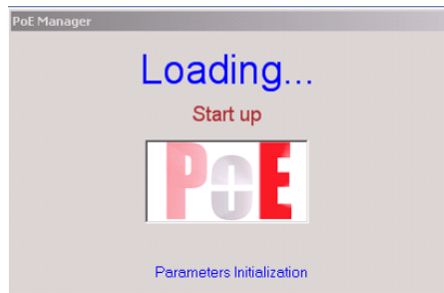 PoE Manager
Loading...
Start up
PoE
Parameters Initialization